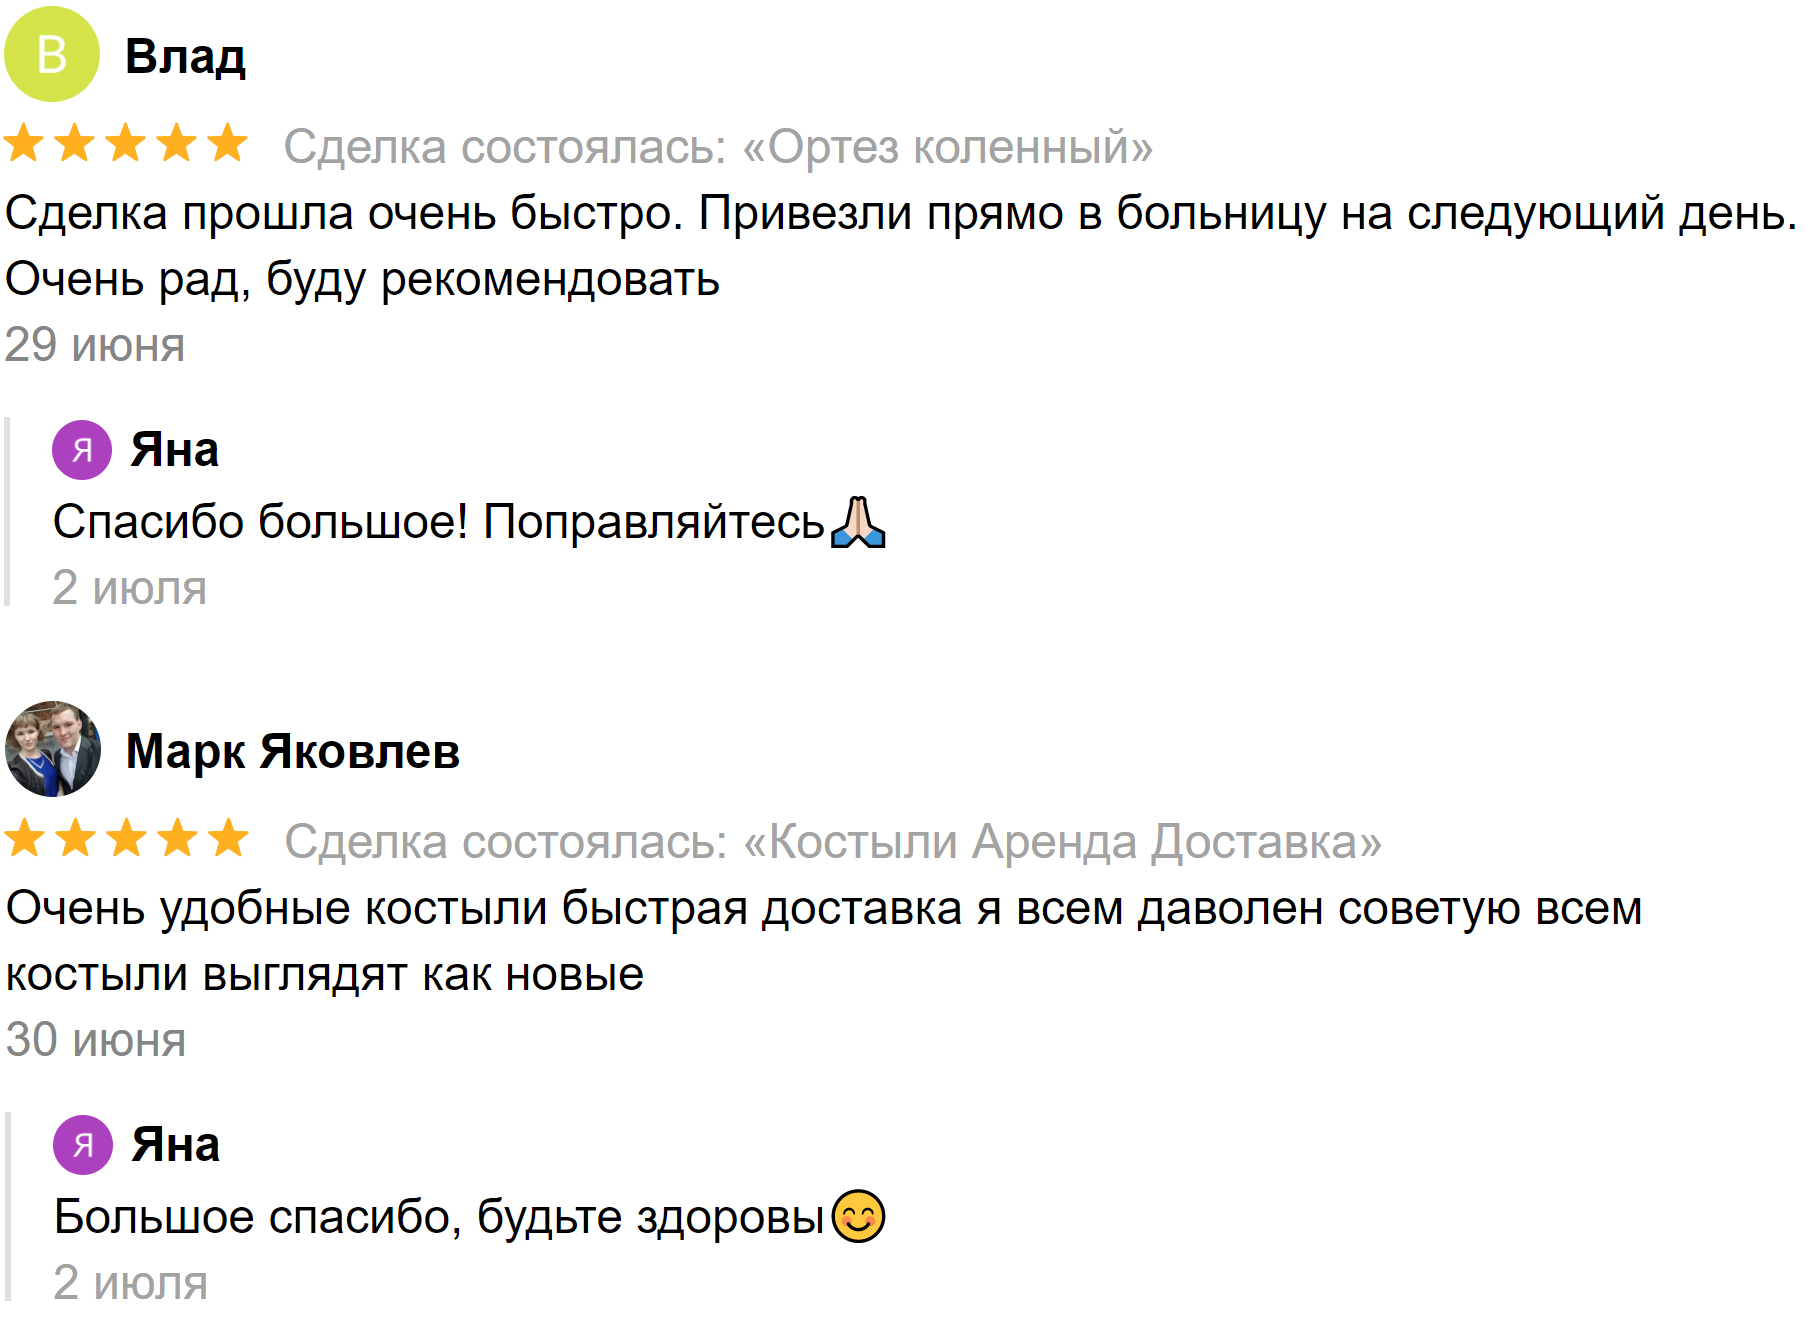 В Влад
Сделка состоялась: «Ортез коленный»
Сделка прошла очень быстро. Привезли прямо в больницу на следующий день.
Очень рад, буду рекомендовать
29 июня
Я Яна
Спасибо большое! Поправляйтесь🙏🏻
2 июля
Марк Яковлев
Сделка состоялась: «Костыли Аренда Доставка»
Очень удобные костыли быстрая доставка я всем даволен советую всем
костыли выглядят как новые
30 июня
Я Яна
Большое спасибо, будьте здоровы😊
2 июля